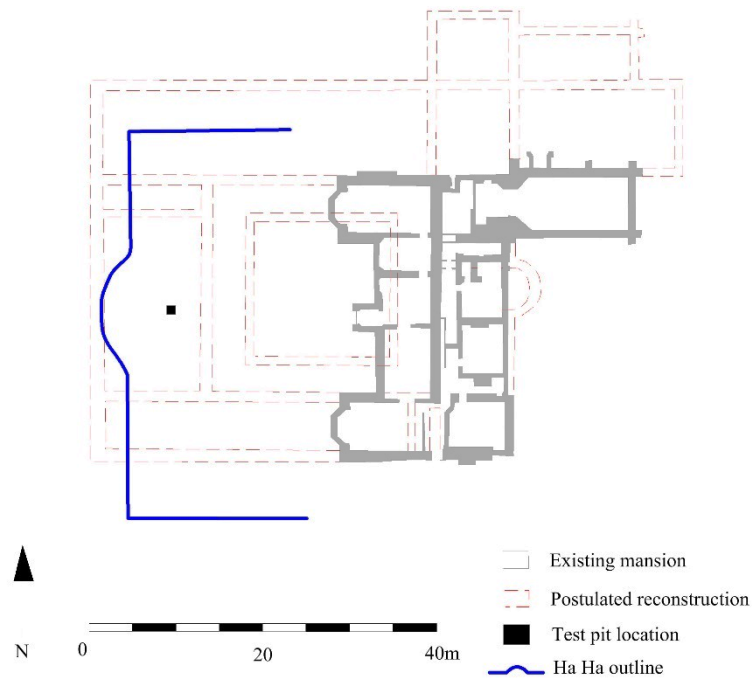 Existing mansion
Postulated reconstruction
Test pit location
Ha Ha outline
N
0 20 40m